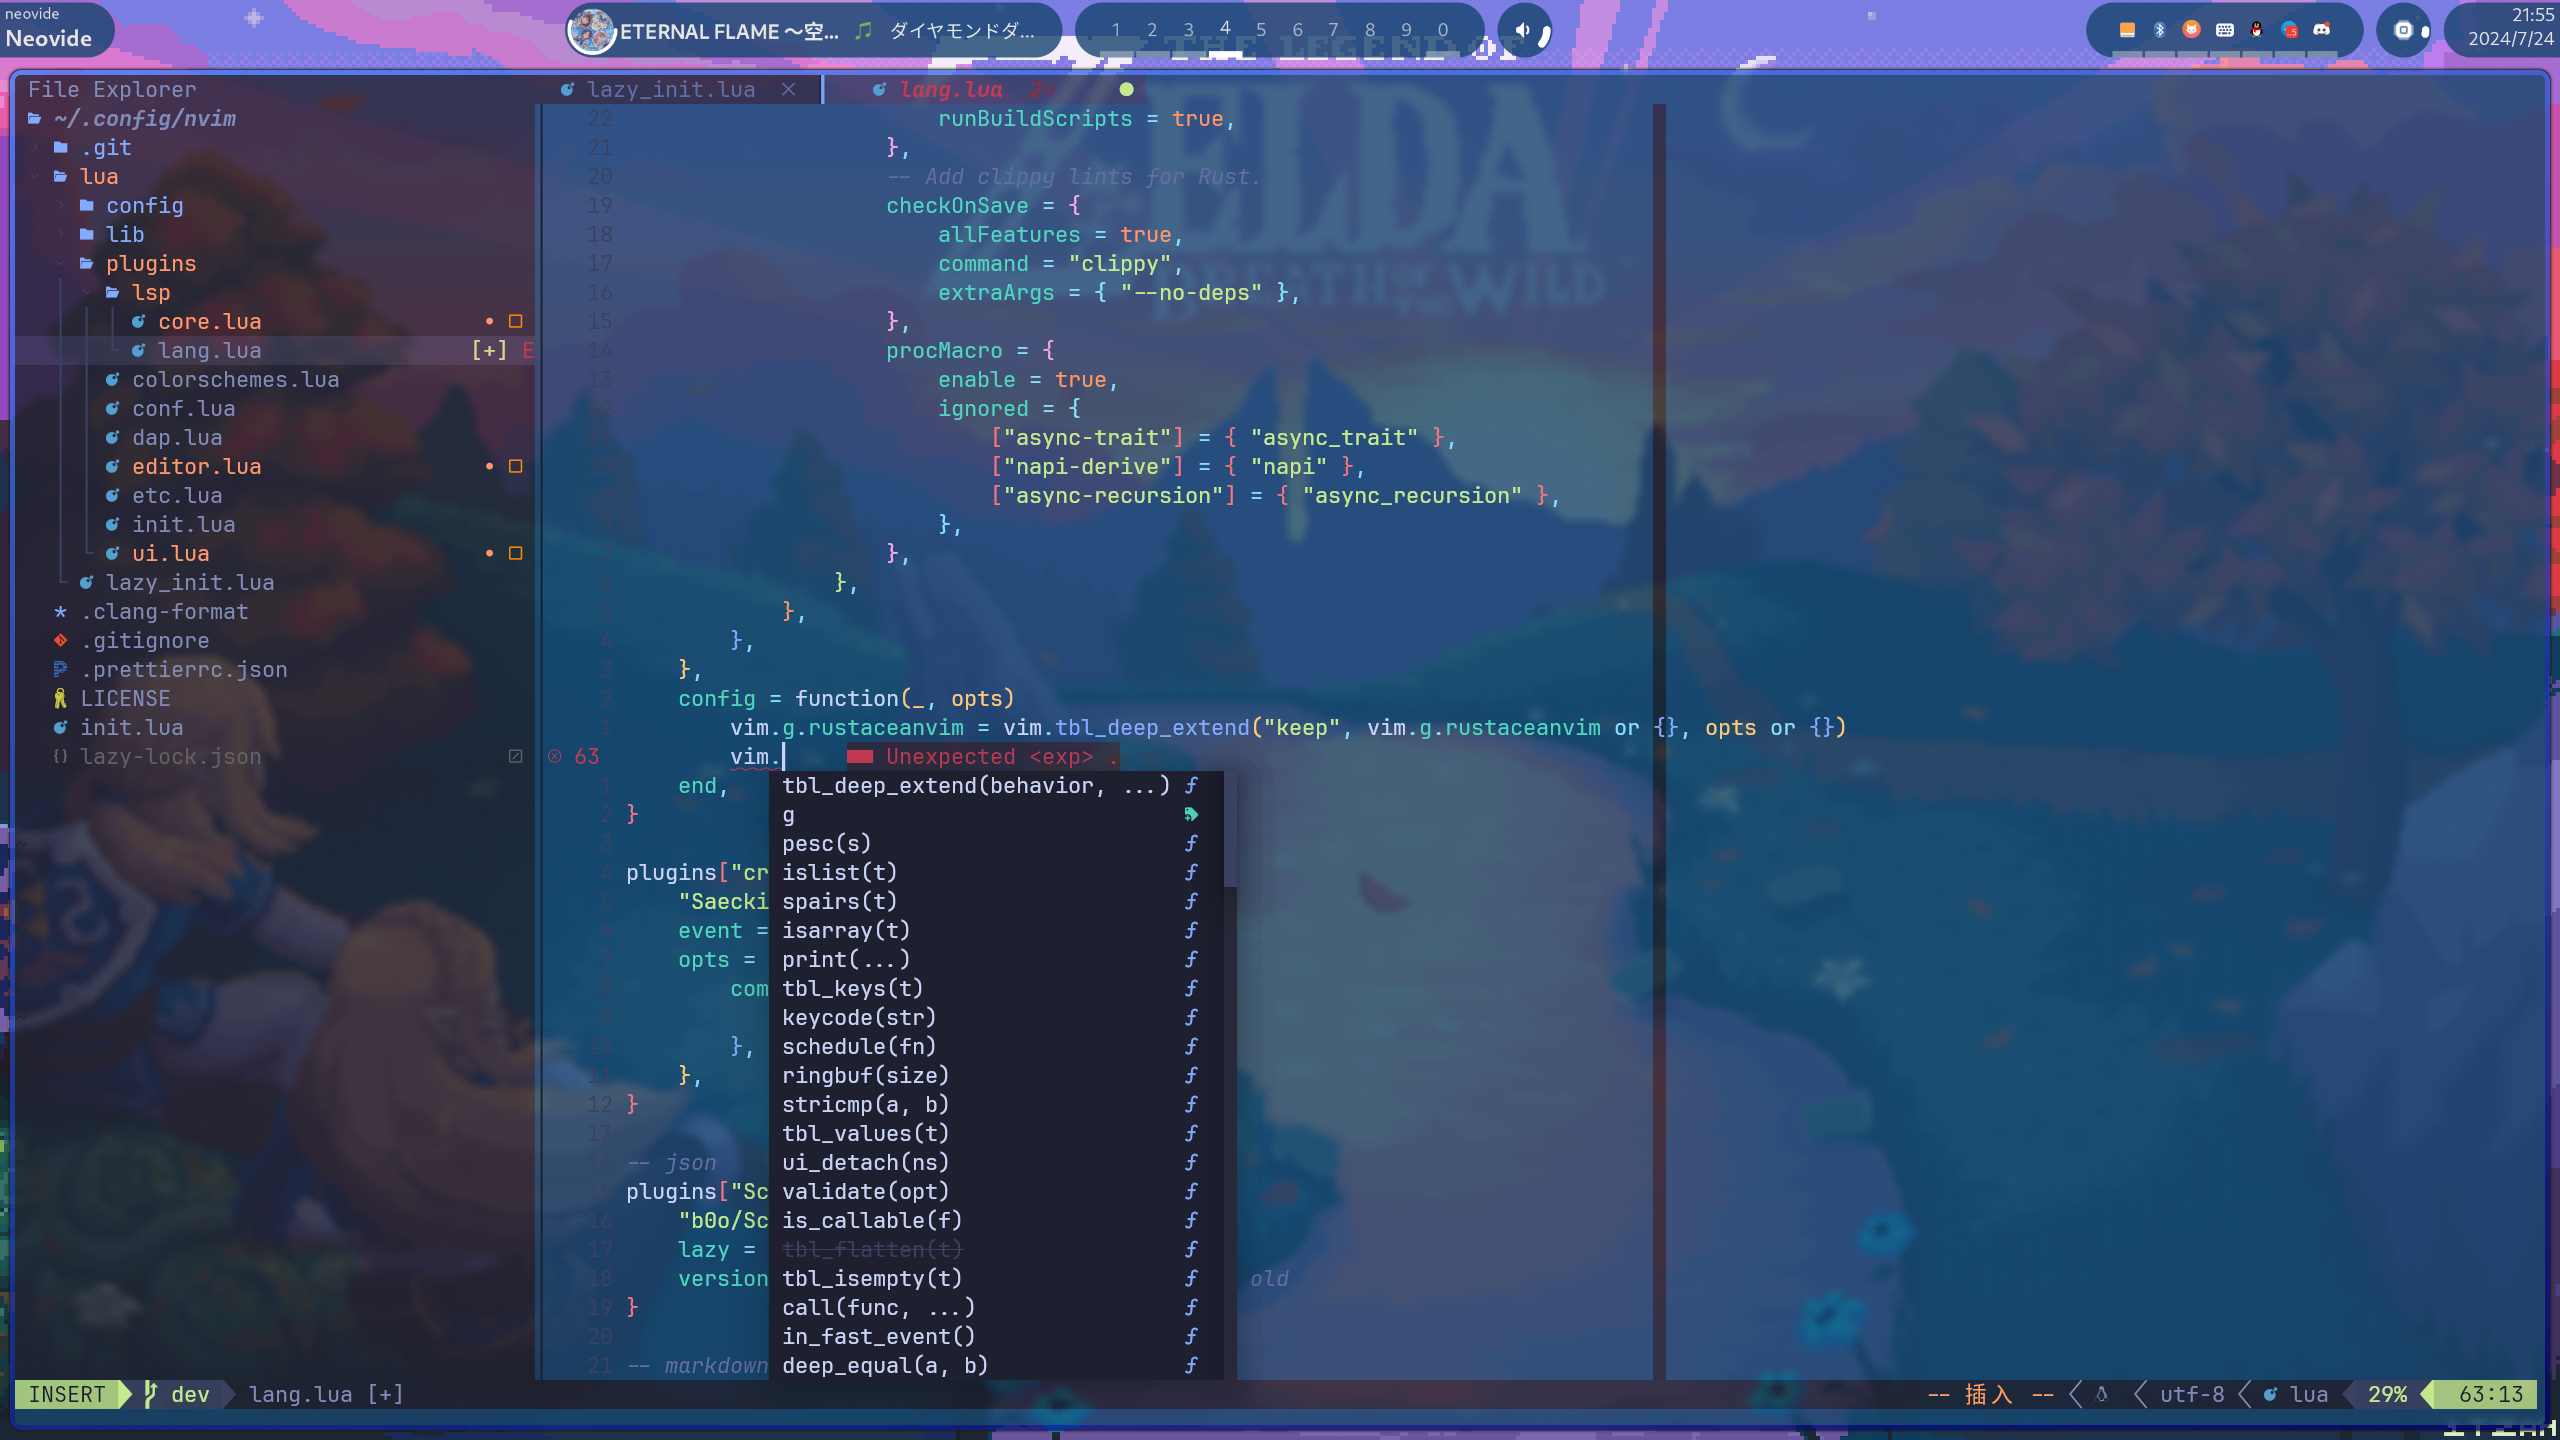 neovide
Neovide
ETERNAL FLAME ～空...
ダイヤモンドダ...
1 2 3 4 5 6 7 8 9 0
21:55
2024/7/24
File Explorer
lazy_init.lua
lang.lua 2
~/.config/nvim
.git
lua
config
lib
plugins
lsp
core.lua
lang.lua [+] E
colorschemes.lua
conf.lua
dap.lua
editor.lua
etc.lua
init.lua
ui.lua
lazy_init.lua
.clang-format
.gitignore
.prettierrc.json
LICENSE
init.lua
lazy-lock.json
THE LEGEND OF
ELDA
BREATH OF THE WILD
22 runBuildScripts = true,
21 },
20 -- Add clippy lints for Rust.
19 checkOnSave = {
18 allFeatures = true,
17 command = "clippy",
16 extraArgs = { "--no-deps" },
15 },
14 procMacro = {
13 enable = true,
12 ignored = {
["async-trait"] = { "async_trait" },
10 ["napi-derive"] = { "napi" },
["async-recursion"] = { "async_recursion" },
},
},
},
},
4 },
3 },
2 config = function(_, opts)
1 vim.g.rustaceanvim = vim.tbl_deep_extend("keep", vim.g.rustaceanvim or {}, opts or {})
63 vim. Unexpected <exp> .
1 end,
2 }
3
4 plugins["cr
5 "Saecki
6 event =
7 opts =
8 com
9
10 },
11 },
12 }
13
14 -- json
15 plugins["Sc
16 "b0o/Sc
17 lazy =
18 version old
19 }
20
21 -- markdown
tbl_deep_extend(behavior, ...)
g
pesc(s)
islist(t)
spairs(t)
isarray(t)
print(...)
tbl_keys(t)
keycode(str)
schedule(fn)
ringbuf(size)
stricmp(a, b)
tbl_values(t)
ui_detach(ns)
validate(opt)
is_callable(f)
tbl_flatten(t)
tbl_isempty(t)
call(func, ...)
in_fast_event()
deep_equal(a, b)
INSERT dev lang.lua [+]
-- 插入 -- utf-8 lua 29% 63:13